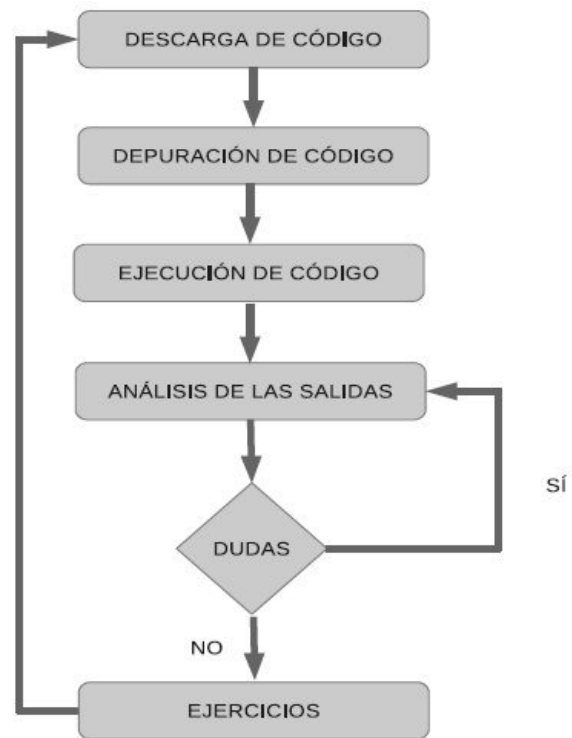 DESCARGA DE CÓDIGO
DEPURACIÓN DE CÓDIGO
EJECUCIÓN DE CÓDIGO
ANÁLISIS DE LAS SALIDAS
SÍ
DUDAS
NO
EJERCICIOS